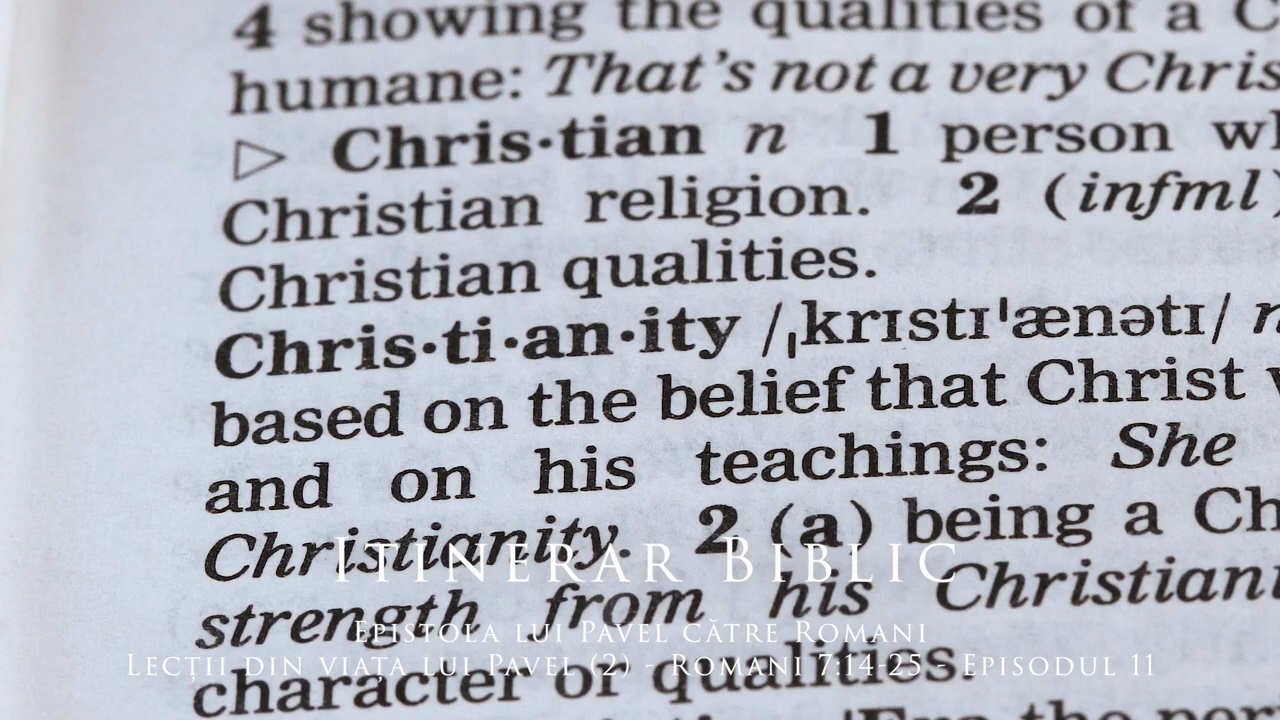 4 showing the qualities of a C
humane: That's not a very Chris
▷ Chris·tian n 1 person wh
Christian religion. 2 (infml)
Christian qualities.
Chris·ti·an·ity /ˌkrɪstɪˈænətɪ/ n
based on the belief that Christ w
and on his teachings: She
Christianity. 2 (a) being a Ch
strength from his Christiani
character or qualities.
Itinerar Biblic
Epistola lui Pavel către Romani
Lecții din viața lui Pavel (2) - Romani 7:14-25 - Episodul 11